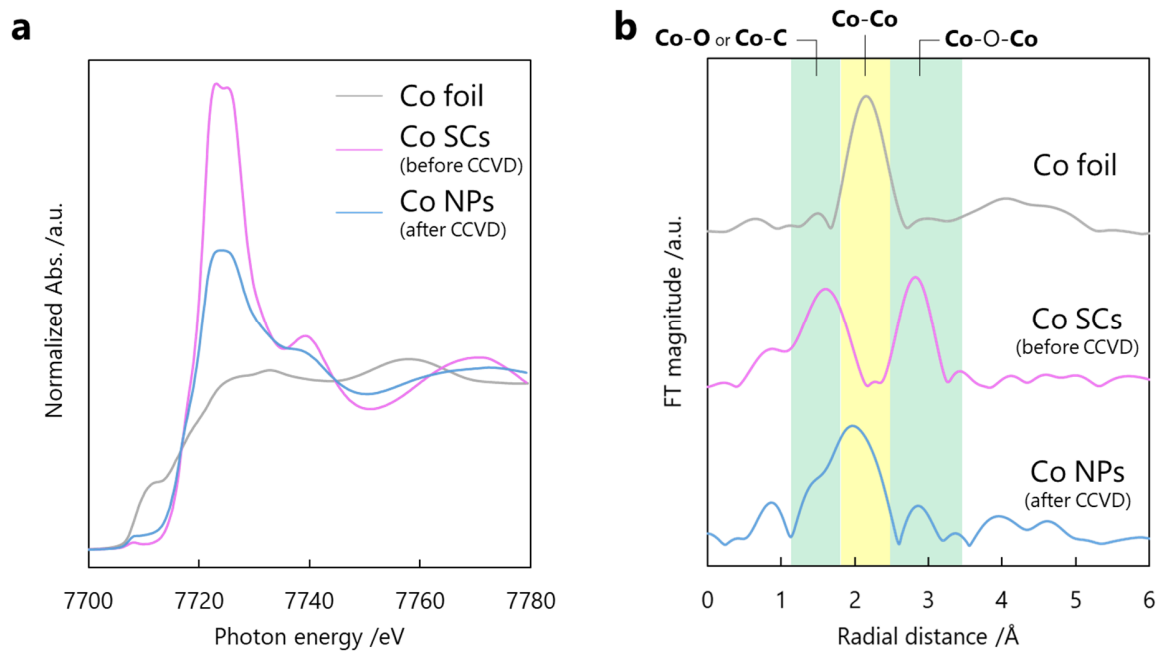 a
Normalized Abs. /a.u.
Co foil
Co SCs
(before CCVD)
Co NPs
(after CCVD)
7700 7720 7740 7760 7780
Photon energy /eV
b
Co-O or Co-C
Co-Co
Co-O-Co
FT magnitude /a.u.
Co foil
Co SCs
(before CCVD)
Co NPs
(after CCVD)
0 1 2 3 4 5 6
Radial distance /Å